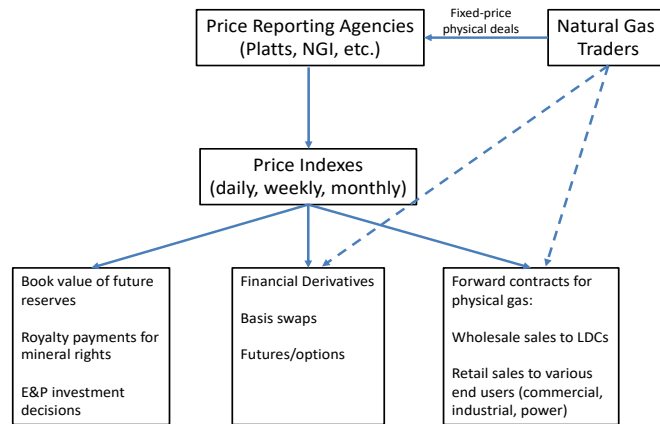 Price Reporting Agencies
(Platts, NGI, etc.)
Fixed-price
physical deals
Natural Gas
Traders
Price Indexes
(daily, weekly, monthly)
Book value of future
reserves
Royalty payments for
mineral rights
E&P investment
decisions
Financial Derivatives
Basis swaps
Futures/options
Forward contracts for
physical gas:
Wholesale sales to LDCs
Retail sales to various
end users (commercial,
industrial, power)